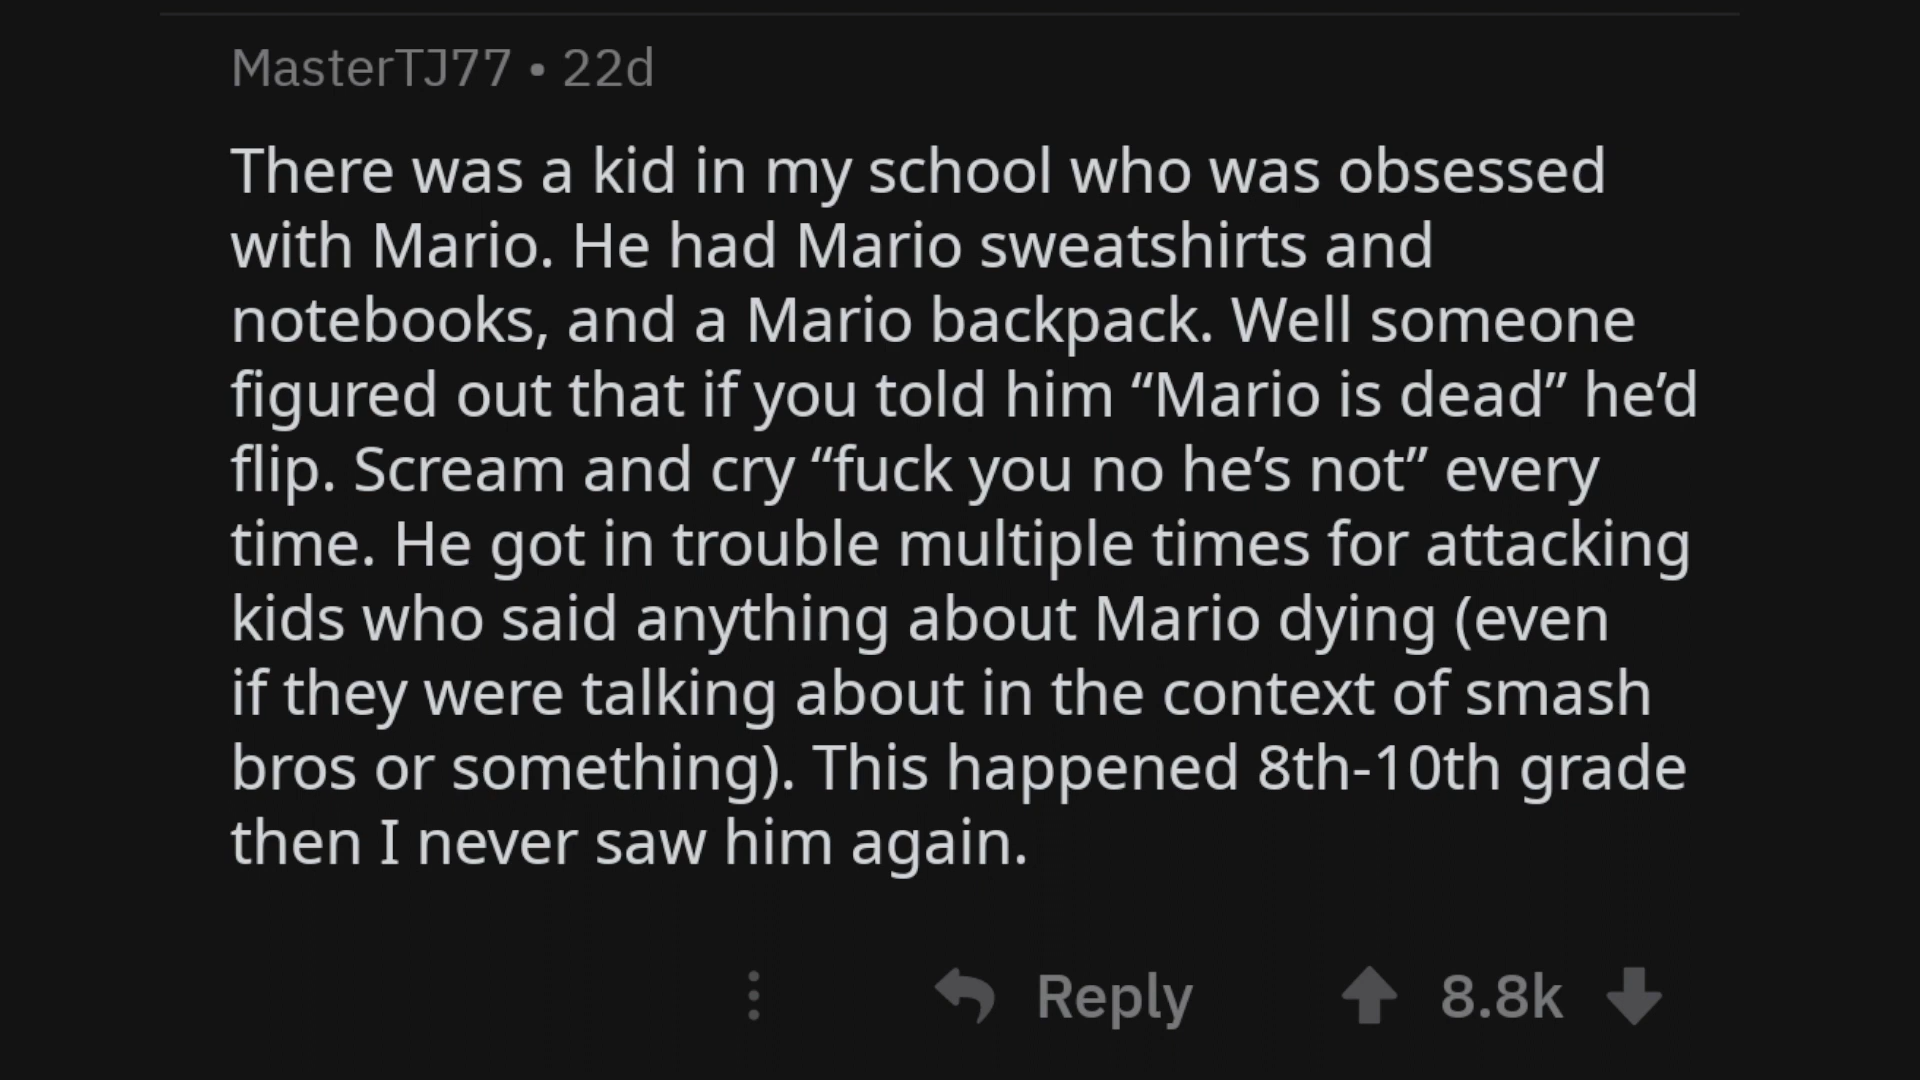 MasterTJ77 • 22d
There was a kid in my school who was obsessed
with Mario. He had Mario sweatshirts and
notebooks, and a Mario backpack. Well someone
figured out that if you told him “Mario is dead” he’d
flip. Scream and cry “fuck you no he’s not” every
time. He got in trouble multiple times for attacking
kids who said anything about Mario dying (even
if they were talking about in the context of smash
bros or something). This happened 8th-10th grade
then I never saw him again.
Reply 8.8k